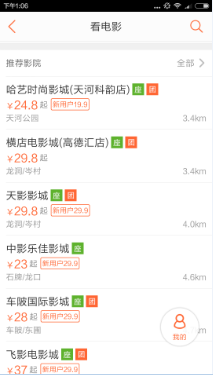 下午1:06
看电影
推荐影院 全部
哈艺时尚影城(天河科韵店) 座 团
¥24.8起 新用户19.9
天河公园 3.4km
横店电影城(高德汇店) 座 团
¥29.8起
龙洞/岑村 3.4km
天影影城 座 团
¥29.8起 新用户29.9
龙洞/岑村 4.0km
中影乐佳影城 座
¥23起 新用户29.9
石牌/龙口 4.6km
车陂国际影城 座 团
¥28起 新用户29.9
车陂/东圃
我的
飞影电影城 座 团
¥37起 新用户29.9